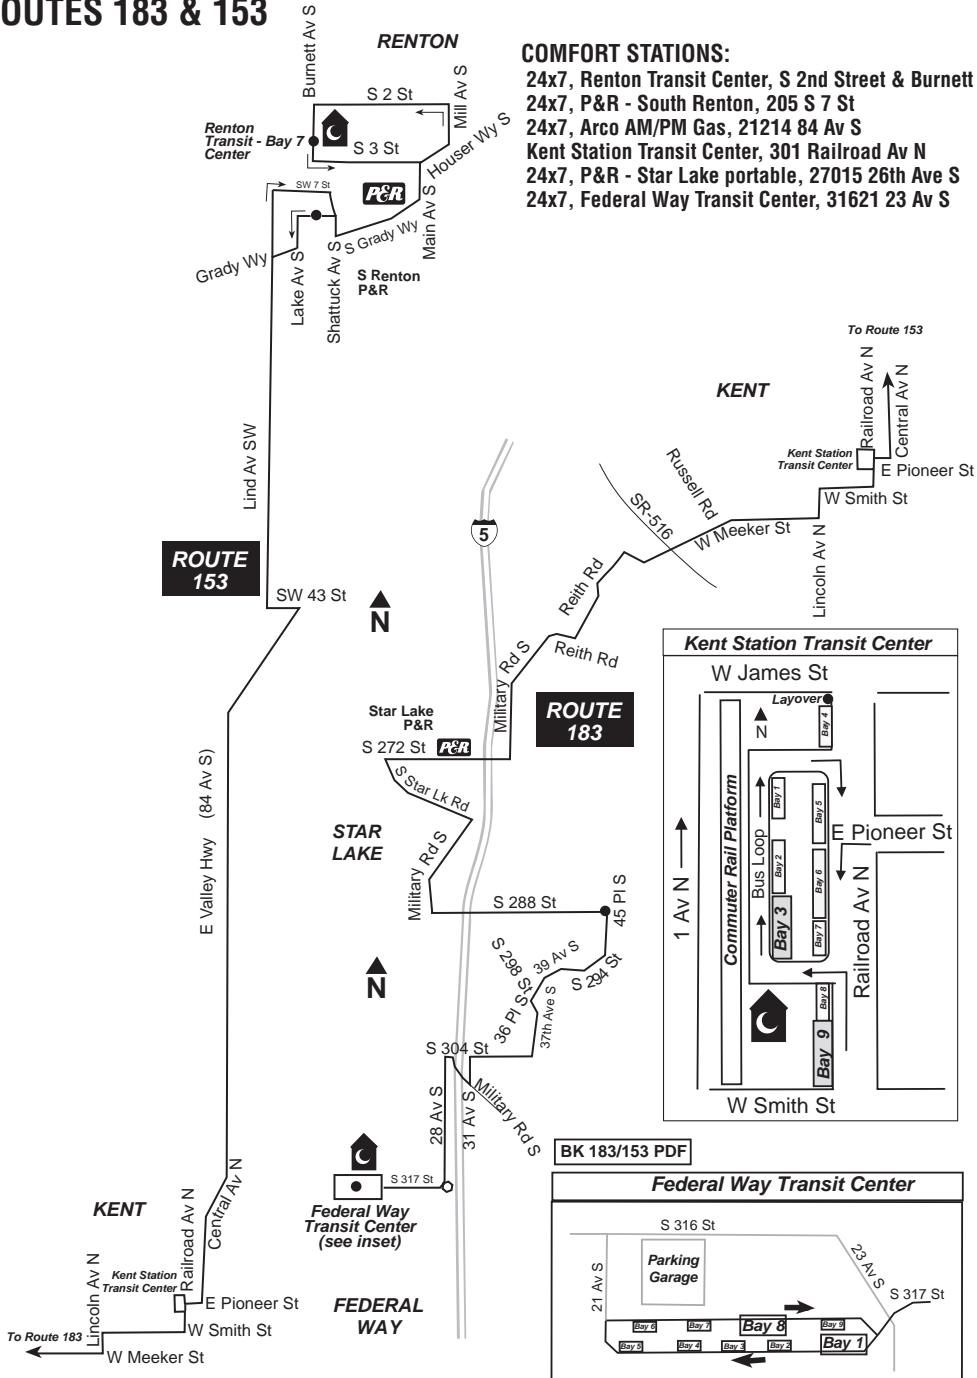 OUTES 183 & 153
RENTON
COMFORT STATIONS:
24x7, Renton Transit Center, S 2nd Street & Burnett
24x7, P&R - South Renton, 205 S 7 St
24x7, Arco AM/PM Gas, 21214 84 Av S
Kent Station Transit Center, 301 Railroad Av N
24x7, P&R - Star Lake portable, 27015 26th Ave S
24x7, Federal Way Transit Center, 31621 23 Av S
Burnett Av S
S 2 St
Mill Av S
Renton
Transit - Bay 7
Center
S 3 St
Houser Wy S
SW 7 St
P&R
Main Av S
S Grady Wy
Grady Wy
Lake Av S
Shattuck Av S
S Renton
P&R
Lind Av SW
ROUTE
153
SW 43 St
N
E Valley Hwy (84 Av S)
To Route 153
KENT
Railroad Av N
Central Av N
Kent Station
Transit Center
E Pioneer St
W Smith St
Russell Rd
SR-516
W Meeker St
Lincoln Av N
5
Reith Rd
Reith Rd
Military Rd S
ROUTE
183
Star Lake
P&R
S 272 St
P&R
S Star Lk Rd
STAR
LAKE
Military Rd S
S 288 St
45 Pl S
N
S 298 St
39 Av S
S 294 St
36 Pl S
37th Ave S
S 304 St
28 Av S
31 Av S
Military Rd S
S 317 St
Federal Way
Transit Center
(see inset)
FEDERAL
WAY
KENT
Central Av N
Railroad Av N
Lincoln Av N
Kent Station
Transit Center
E Pioneer St
W Smith St
To Route 183
W Meeker St
Kent Station Transit Center
W James St
Layover
Bay 4
N
Commuter Rail Platform
1 Av N
Bus Loop
Bay 1
Bay 5
E Pioneer St
Bay 2
Bay 6
Bay 3
Bay 7
Railroad Av N
Bay 8
Bay 9
W Smith St
BK 183/153 PDF
Federal Way Transit Center
S 316 St
21 Av S
Parking
Garage
23 Av S
S 317 St
Bay 6
Bay 7
Bay 8
Bay 9
Bay 5
Bay 4
Bay 3
Bay 2
Bay 1